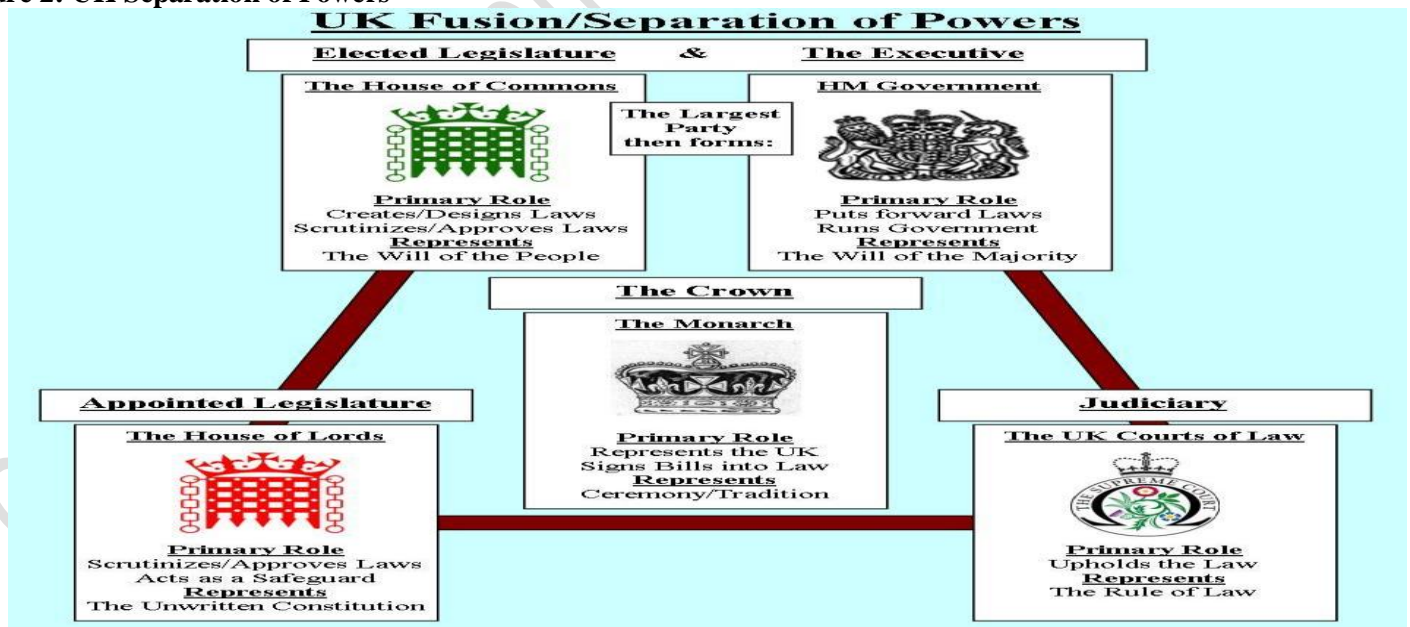 UK Fusion/Separation of Powers
Elected Legislature & The Executive
The House of Commons
Primary Role
Creates/Designs Laws
Scrutinizes/Approves Laws
Represents
The Will of the People
The Largest
Party
then forms:
HM Government
Primary Role
Puts forward Laws
Runs Government
Represents
The Will of the Majority
The Crown
The Monarch
Primary Role
Represents the UK
Signs Bills into Law
Represents
Ceremony/Tradition
Appointed Legislature
The House of Lords
Primary Role
Scrutinizes/Approves Laws
Acts as a Safeguard
Represents
The Unwritten Constitution
Judiciary
The UK Courts of Law
THE SUPREME COURT
Primary Role
Upholds the Law
Represents
The Rule of Law